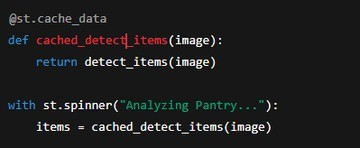 @st.cache_data
def cached_detect_items(image):
    return detect_items(image)

with st.spinner("Analyzing Pantry..."):
    items = cached_detect_items(image)